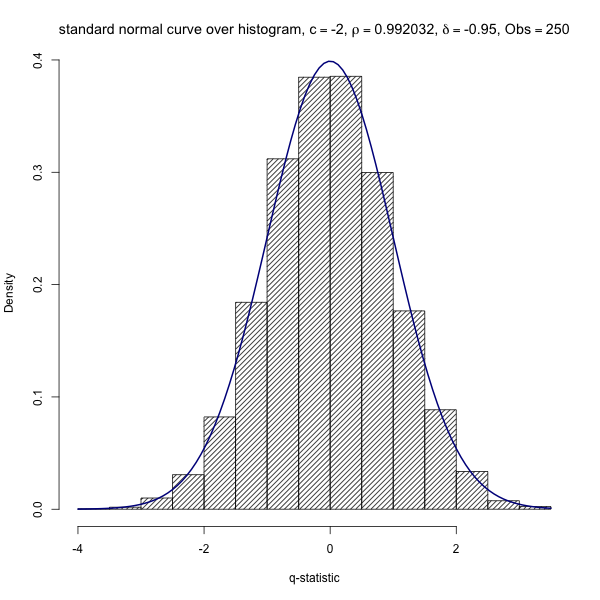 standard normal curve over histogram, c = -2, ρ = 0.992032, δ = -0.95, Obs = 250
Density
0.4
0.3
0.2
0.1
0.0
-4 -2 0 2
q-statistic